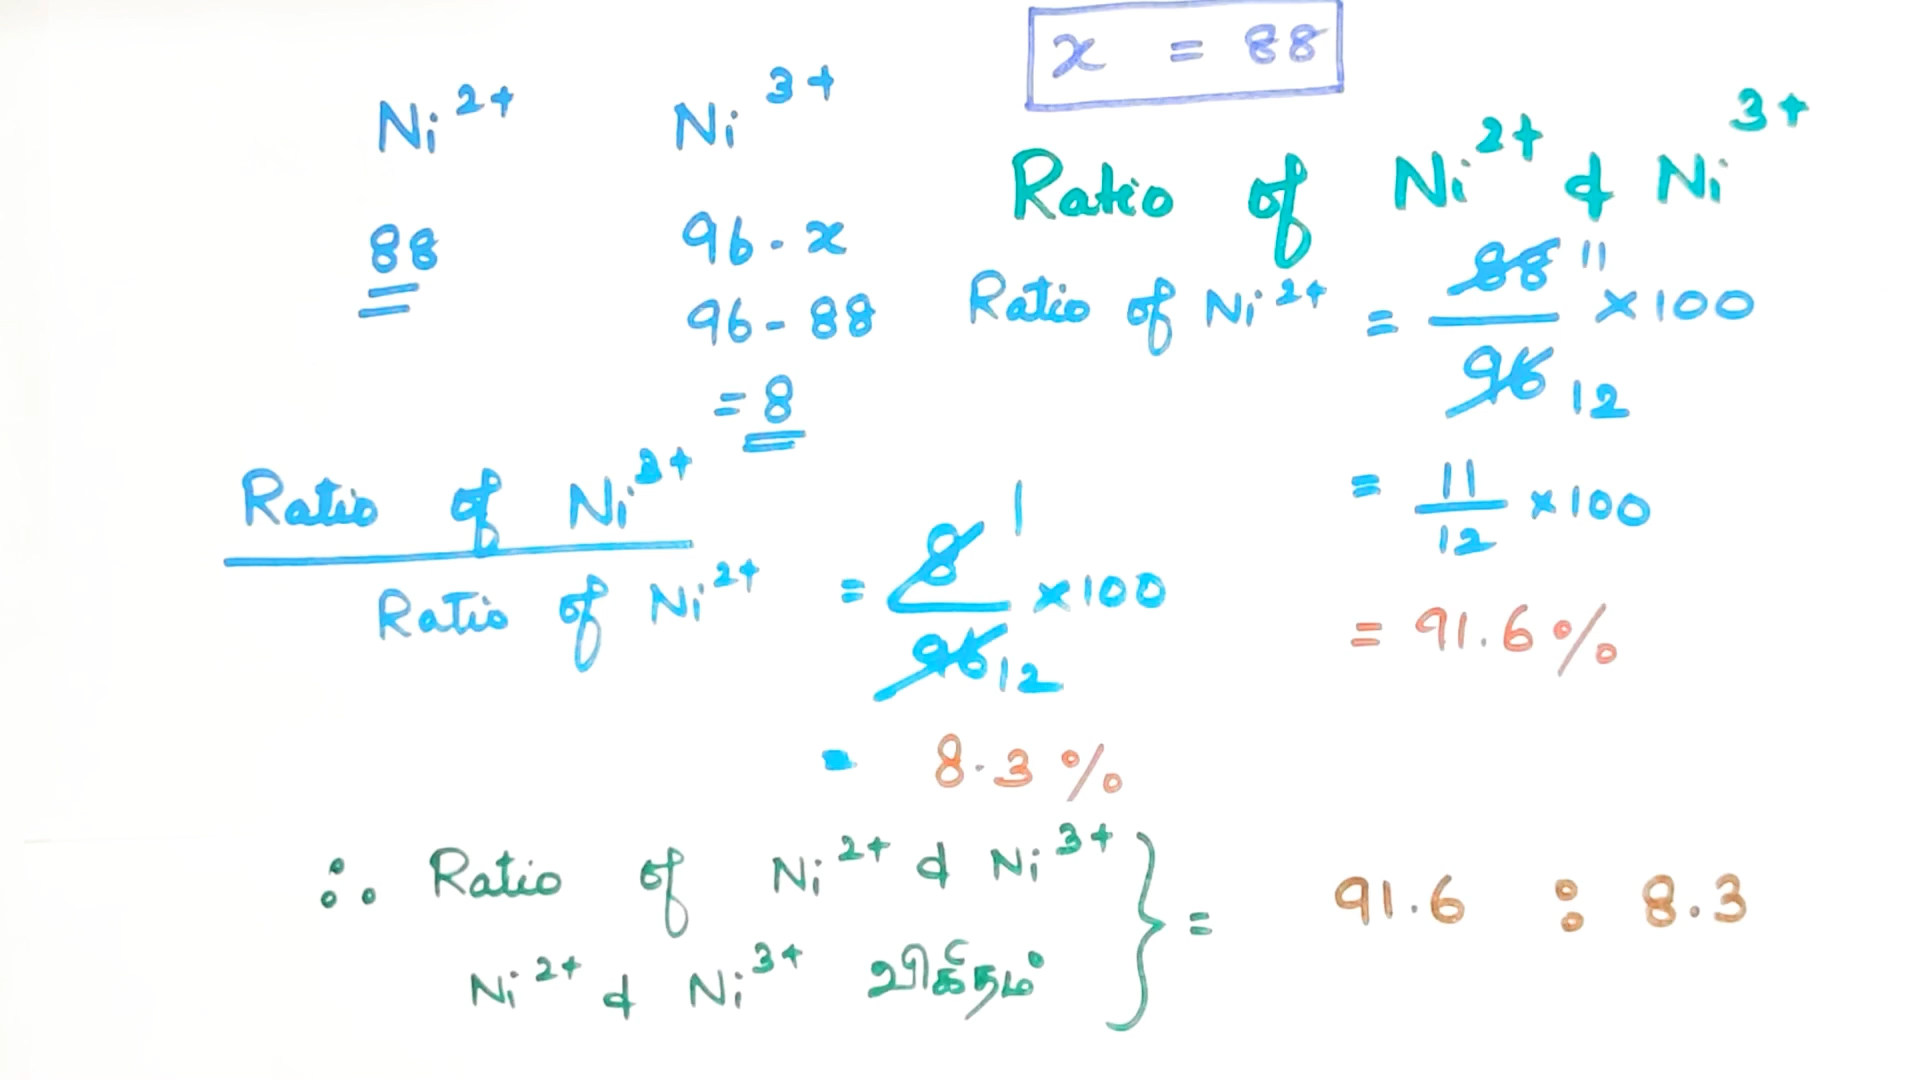 x = 88
Ni²⁺ Ni³⁺
88 96 - x
96 - 88
= 8
Ratio of Ni²⁺ & Ni³⁺
Ratio of Ni²⁺ = 88 11 / 96 12 × 100
= 11/12 × 100
= 91.6 %
Ratio of Ni³⁺ / Ratio of Ni²⁺ = 8 1 / 96 12 × 100
= 8.3 %
∴ Ratio of Ni²⁺ & Ni³⁺ } = 91.6 : 8.3
Ni²⁺ & Ni³⁺ விகிதம்